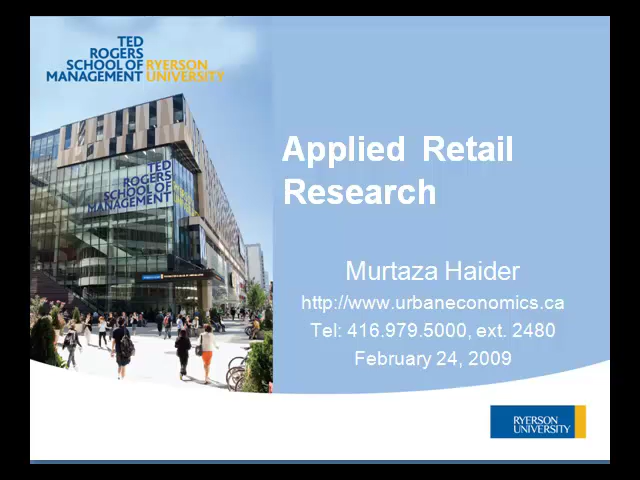 TED
ROGERS
SCHOOL OF
MANAGEMENT
RYERSON
UNIVERSITY
TED
ROGERS
SCHOOL OF
MANAGEMENT
Applied Retail
Research
Murtaza Haider
http://www.urbaneconomics.ca
Tel: 416.979.5000, ext. 2480
February 24, 2009
RYERSON
UNIVERSITY